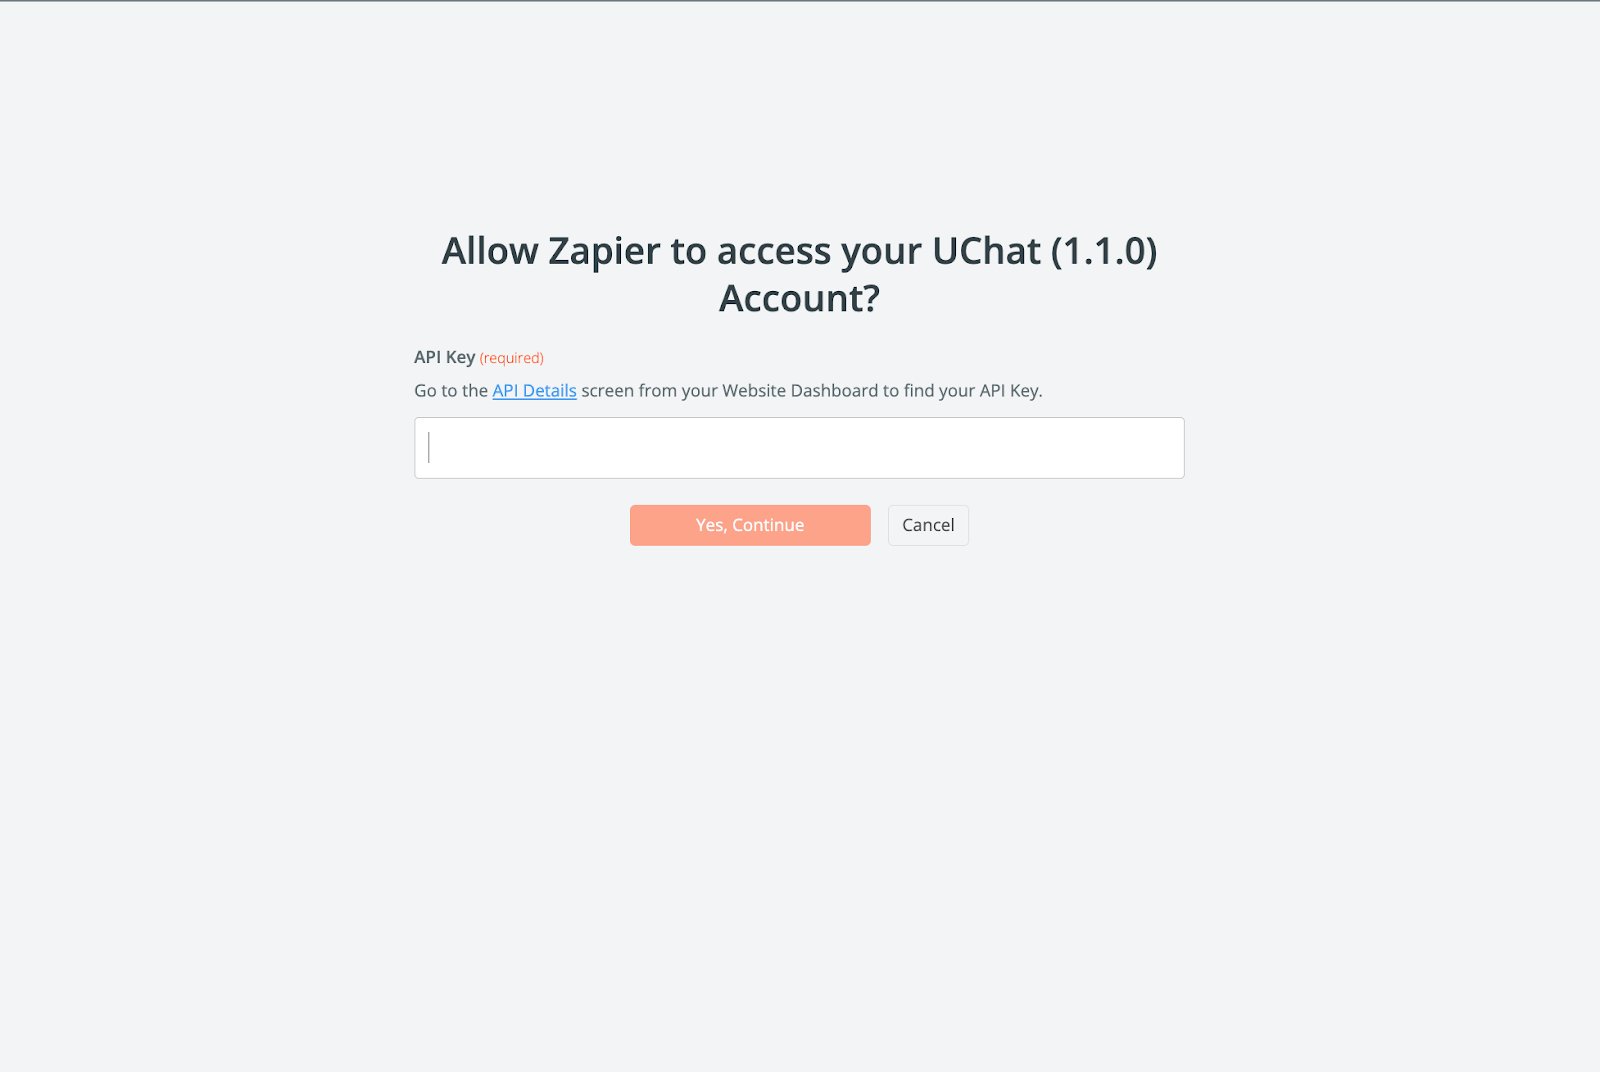 Allow Zapier to access your UChat (1.1.0)
Account?
API Key (required)
Go to the API Details screen from your Website Dashboard to find your API Key.
Yes, Continue
Cancel